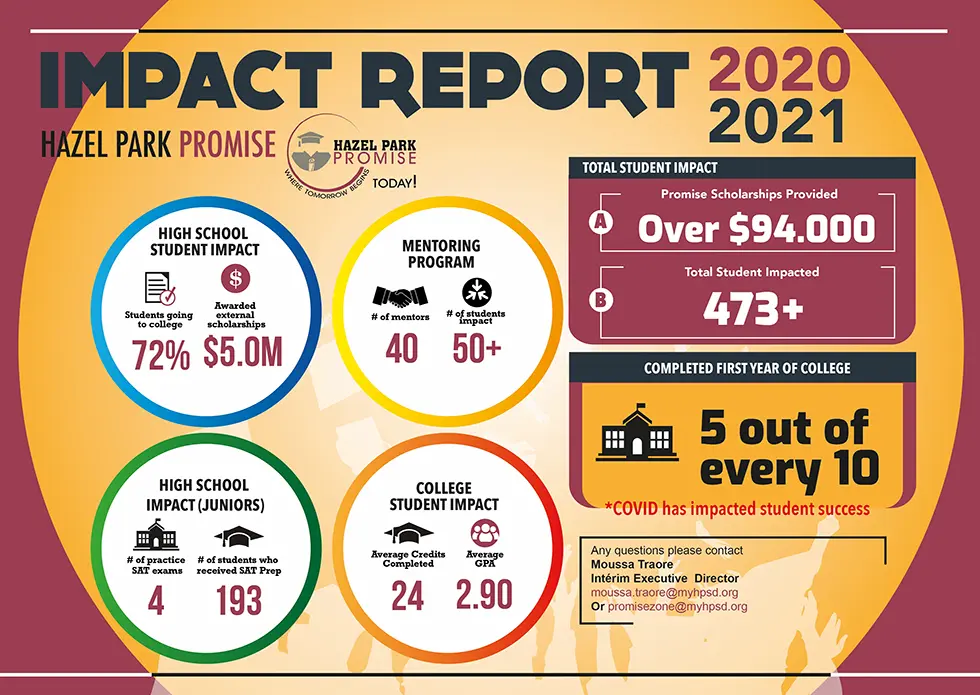 IMPACT REPORT
2020
2021
HAZEL PARK PROMISE
HAZEL PARK
PROMISE
WHERE TOMORROW BEGINS
TODAY!
HIGH SCHOOL
STUDENT IMPACT
Students going
to college
72%
$
Awarded
external
scholarships
$5.0M
MENTORING
PROGRAM
# of mentors
40
# of students
impact
50+
HIGH SCHOOL
IMPACT (JUNIORS)
# of practice
SAT exams
4
# of students who
received SAT Prep
193
COLLEGE
STUDENT IMPACT
Average Credits
Completed
24
Average
GPA
2.90
TOTAL STUDENT IMPACT
A
Promise Scholarships Provided
Over $94.000
B
Total Student Impacted
473+
COMPLETED FIRST YEAR OF COLLEGE
5 out of
every 10
*COVID has impacted student success
Any questions please contact
Moussa Traore
Intérim Executive Director
moussa.traore@myhpsd.org
Or promisezone@myhpsd.org